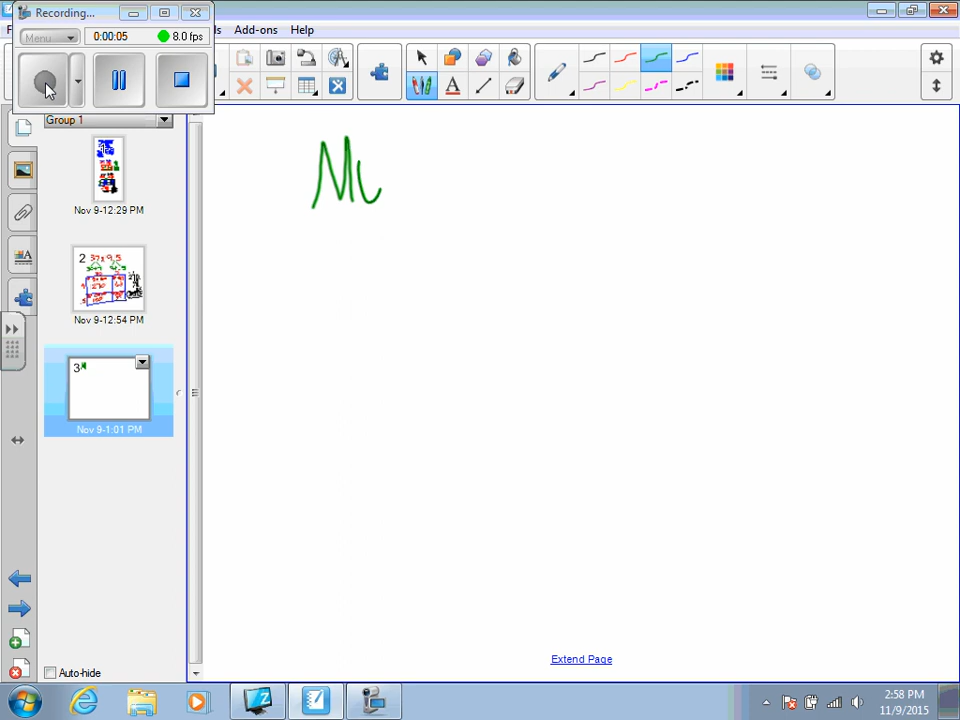 Recording...
Menu
0:00:05
8.0 fps
Add-ons
Help
Group 1
Nov 9-12:29 PM
2
37x9.5
Nov 9-12:54 PM
3
Nov 9-1:01 PM
Auto-hide
Mu
Extend Page
2:58 PM
11/9/2015